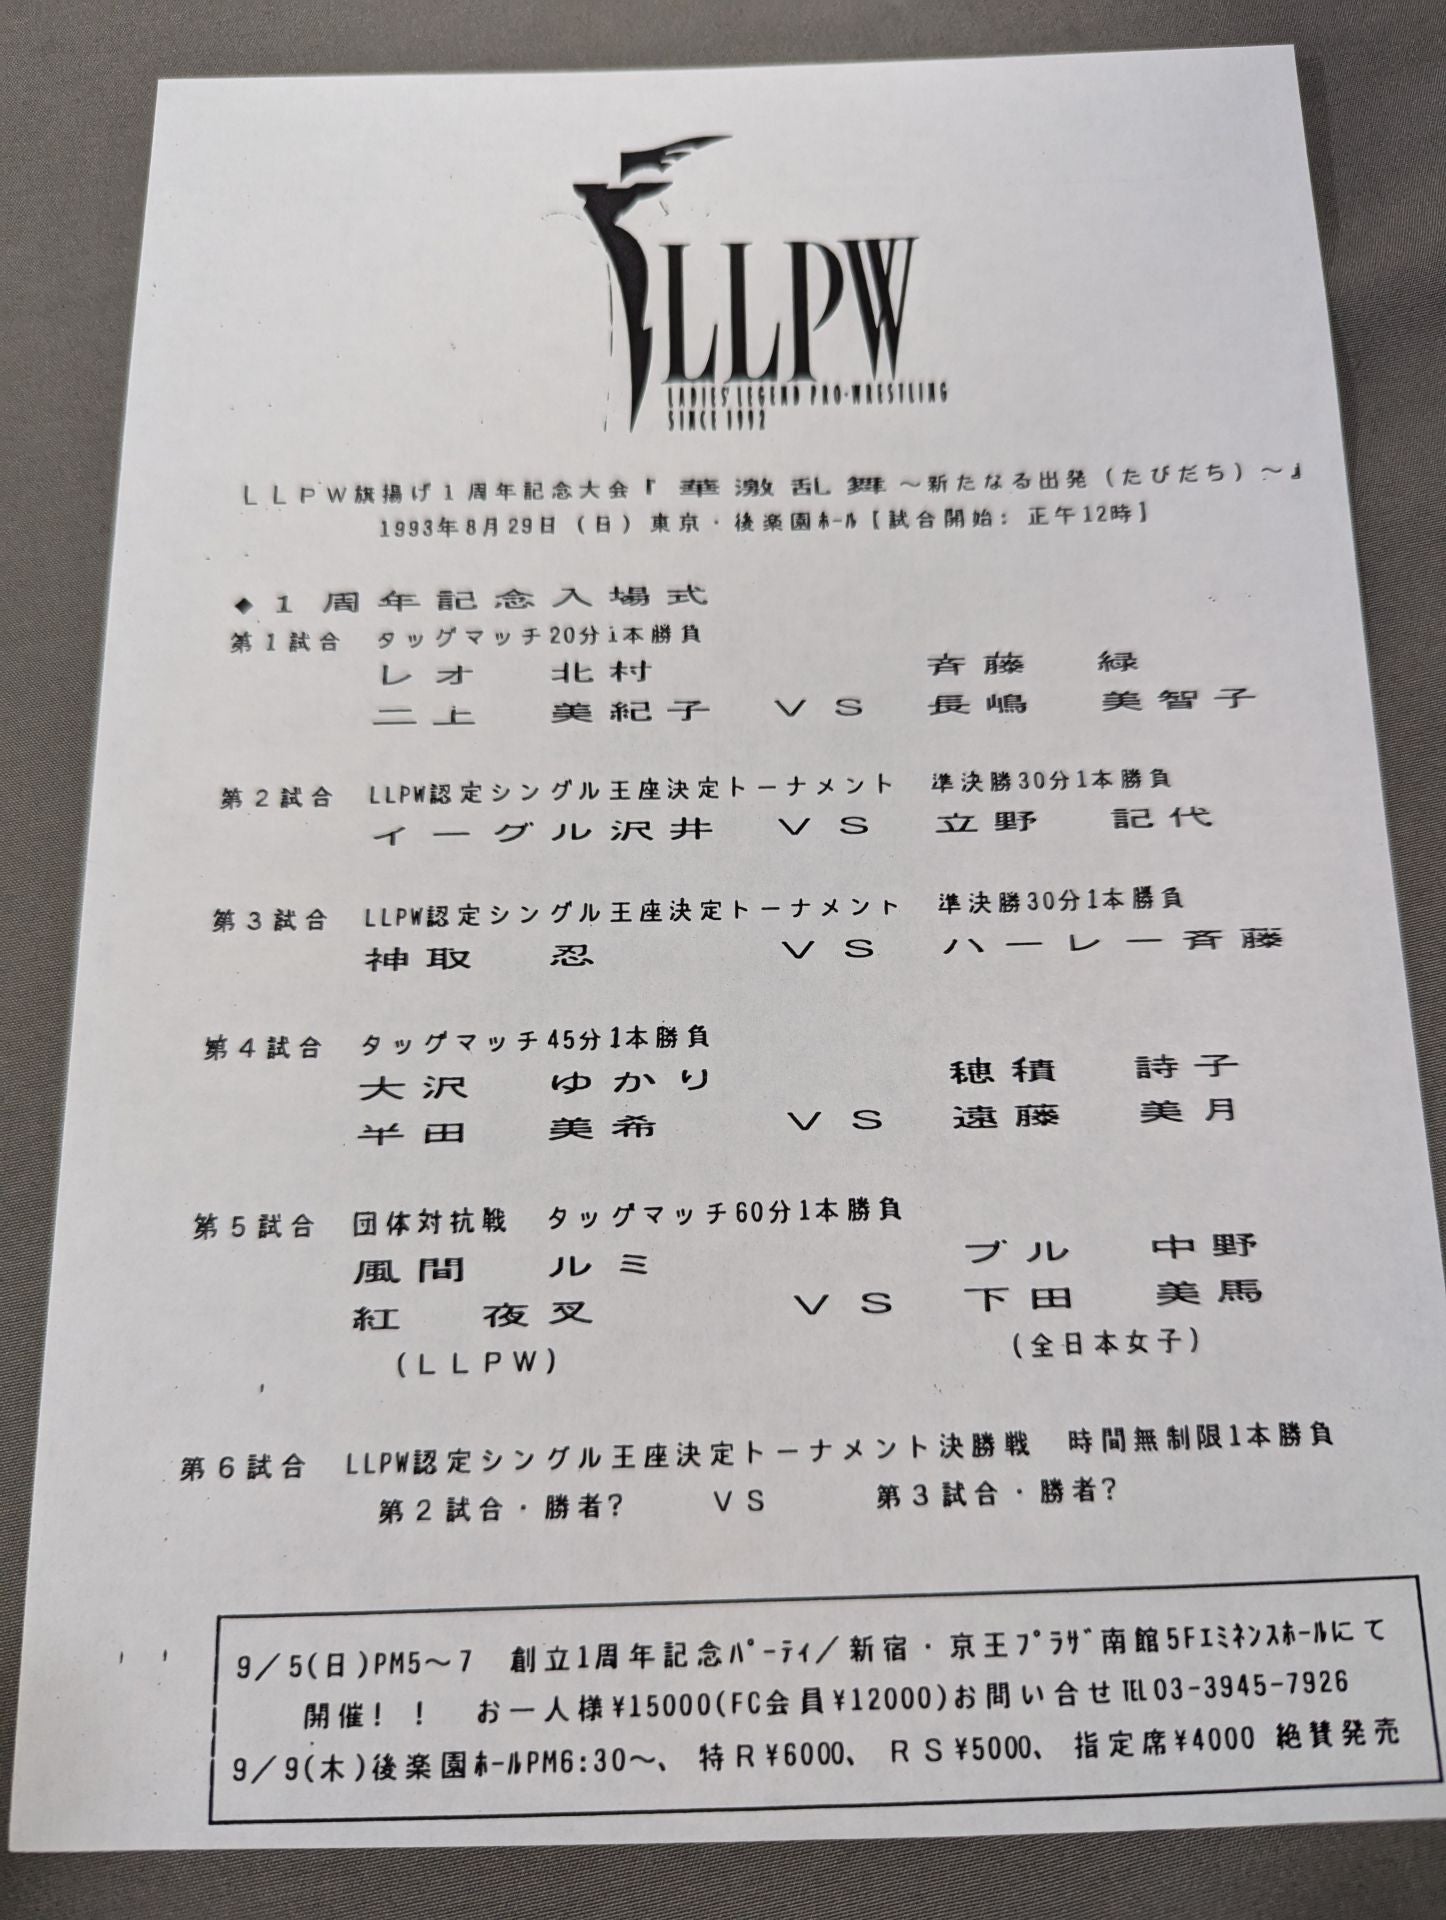 LLPW
LADIES' LEGEND PRO-WRESTLING
SINCE 1992
LLPW旗揚げ1周年記念大会『華激乱舞～新たなる出発(たびだち)～』
1993年8月29日(日)東京・後楽園ﾎｰﾙ【試合開始: 正午12時】
◆1周年記念入場式
第1試合 タッグマッチ20分1本勝負
レオ 北村 斉藤 緑
二上 美紀子 VS 長嶋 美智子
第2試合 LLPW認定シングル王座決定トーナメント 準決勝30分1本勝負
イーグル沢井 VS 立野 記代
第3試合 LLPW認定シングル王座決定トーナメント 準決勝30分1本勝負
神取 忍 VS ハーレー斉藤
第4試合 タッグマッチ45分1本勝負
大沢 ゆかり 穂積 詩子
半田 美希 VS 遠藤 美月
第5試合 団体対抗戦 タッグマッチ60分1本勝負
風間 ルミ ブル 中野
紅 夜叉 VS 下田 美馬
(LLPW) (全日本女子)
第6試合 LLPW認定シングル王座決定トーナメント決勝戦 時間無制限1本勝負
第2試合・勝者? VS 第3試合・勝者?
9/5(日)PM5～7 創立1周年記念ﾊﾟｰﾃｨ/新宿・京王ﾌﾟﾗｻﾞ南館5Fｴﾐﾈﾝｽﾎｰﾙにて
開催!! お一人様¥15000(FC会員¥12000)お問い合せ℡03-3945-7926
9/9(木)後楽園ﾎｰﾙPM6:30～、特R¥6000、RS¥5000、指定席¥4000 絶賛発売